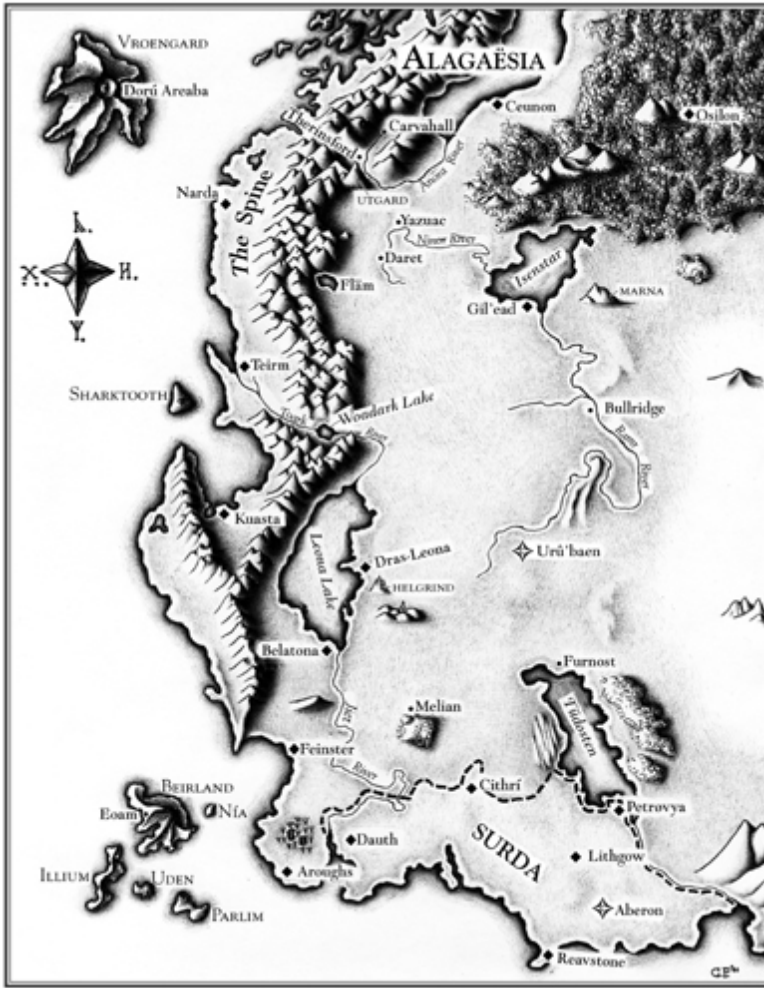 VROENGARD
ALAGAËSIA
Dorú Areaba
Ceunon
Osilon
Therinsford
Carvahall
Anora River
Narda
The Spine
UTGARD
Yazuac
Ninor River
Daret
Isenstar
Fläm
MARNA
Gil'ead
Teirm
SHARKTOOTH
Toark River
Woadark Lake
Bullridge
Ramr River
Kuasta
Urû'baen
Leona Lake
Dras-Leona
HELGRIND
Belatona
Furnost
Melian
Tüdosten
Jiet River
Feinster
BEIRLAND
Eoam
NÍA
Cithrí
Petrøvya
SURDA
Dauth
Lithgow
ILLIUM
UDEN
PARLIM
Aroughs
Aberon
Reavstone